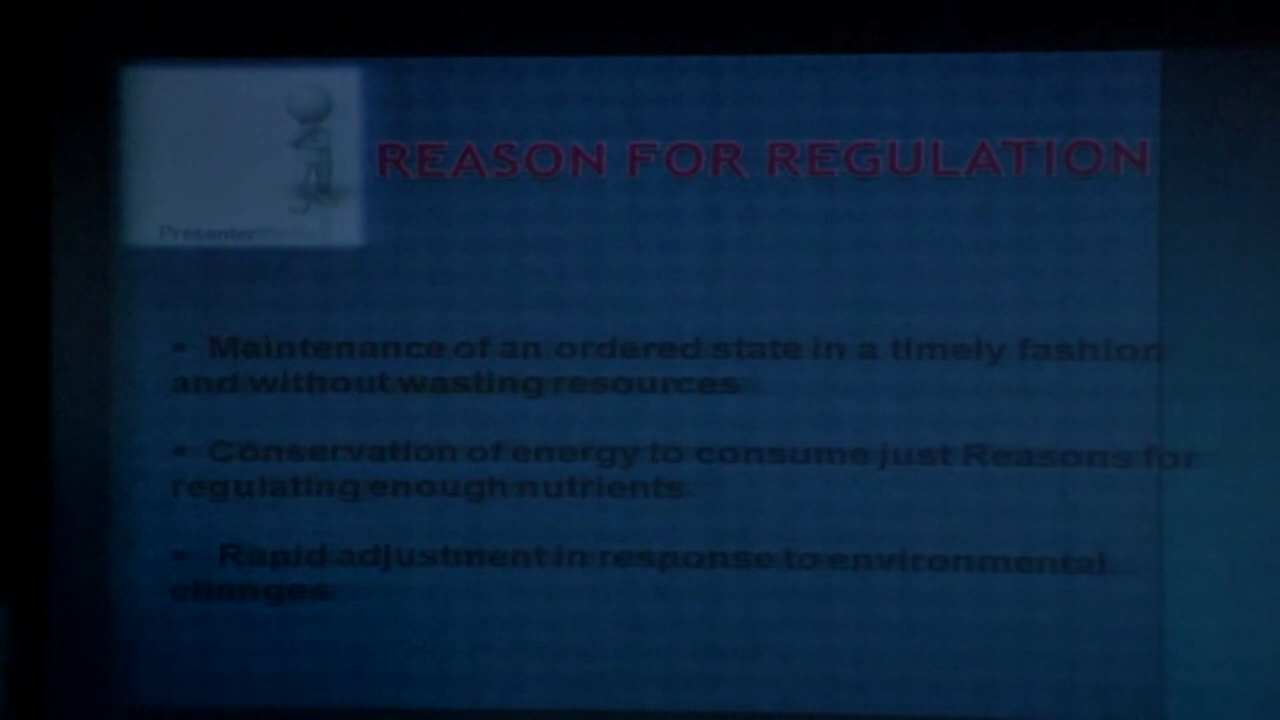 REASON FOR REGULATION
Presenter
• Maintenance of an ordered state in a timely fashion
and without wasting resources
• Conservation of energy to consume just Reasons for
regulating enough nutrients
• Rapid adjustment in response to environmental
changes